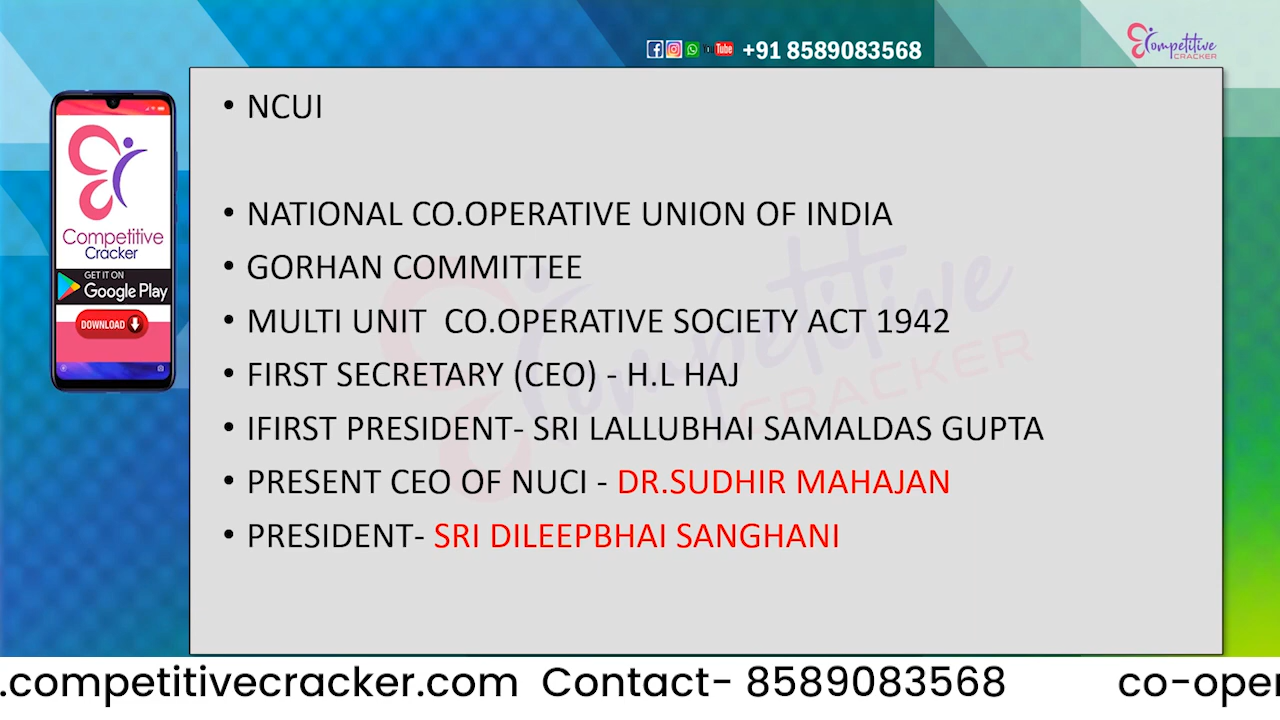 +91 8589083568
Competitive
CRACKER
• NCUI
• NATIONAL CO.OPERATIVE UNION OF INDIA
• GORHAN COMMITTEE
• MULTI UNIT CO.OPERATIVE SOCIETY ACT 1942
• FIRST SECRETARY (CEO) - H.L HAJ
• IFIRST PRESIDENT- SRI LALLUBHAI SAMALDAS GUPTA
• PRESENT CEO OF NUCI - DR.SUDHIR MAHAJAN
• PRESIDENT- SRI DILEEPBHAI SANGHANI
Competitive
Cracker
GET IT ON
Google Play
DOWNLOAD
Competitive
CRACKER
.competitivecracker.com Contact- 8589083568 co-oper